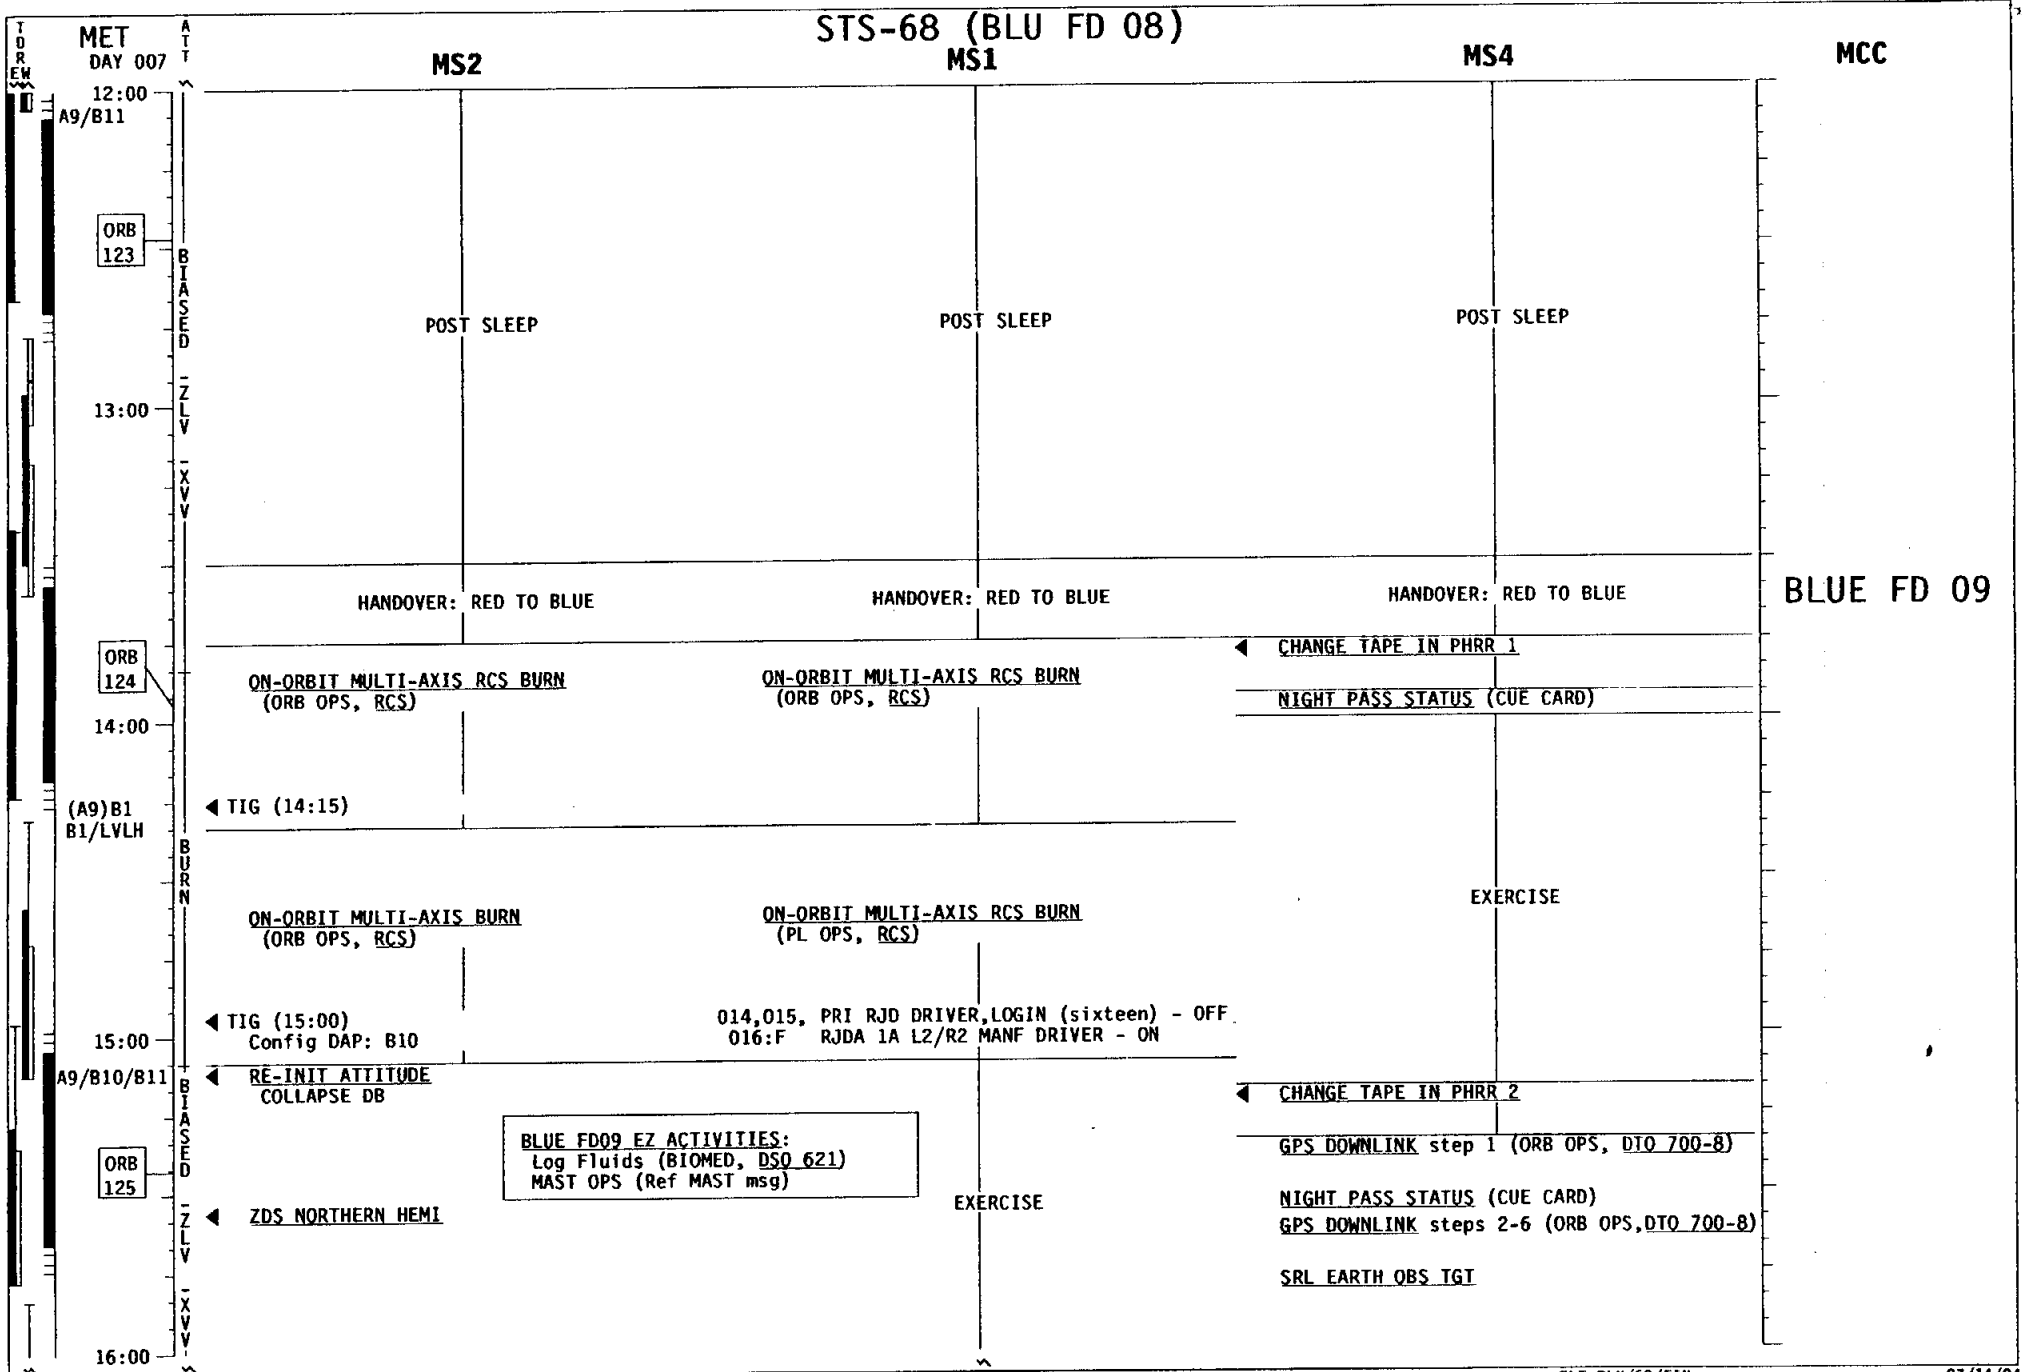 STS-68 (BLU FD 08)
TDREW
MET
DAY 007
ATT
MS2
MS1
MS4
MCC
12:00
A9/B11
ORB
123
BIASED
POST SLEEP
POST SLEEP
POST SLEEP
-ZLV
13:00
-XVV
HANDOVER: RED TO BLUE
HANDOVER: RED TO BLUE
HANDOVER: RED TO BLUE
BLUE FD 09
ORB
124
ON-ORBIT MULTI-AXIS RCS BURN
(ORB OPS, RCS)
ON-ORBIT MULTI-AXIS RCS BURN
(ORB OPS, RCS)
CHANGE TAPE IN PHRR 1
NIGHT PASS STATUS (CUE CARD)
14:00
(A9)B1
B1/LVLH
TIG (14:15)
BURN
EXERCISE
ON-ORBIT MULTI-AXIS BURN
(ORB OPS, RCS)
ON-ORBIT MULTI-AXIS RCS BURN
(PL OPS, RCS)
TIG (15:00)
Config DAP: B10
014,015, PRI RJD DRIVER,LOGIN (sixteen) - OFF
016:F RJDA 1A L2/R2 MANF DRIVER - ON
15:00
A9/B10/B11
RE-INIT ATTITUDE
COLLAPSE DB
CHANGE TAPE IN PHRR 2
BIASED
BLUE FD09 EZ ACTIVITIES:
Log Fluids (BIOMED, DSO 621)
MAST OPS (Ref MAST msg)
GPS DOWNLINK step 1 (ORB OPS, DTO 700-8)
ORB
125
EXERCISE
NIGHT PASS STATUS (CUE CARD)
-ZLV
ZDS NORTHERN HEMI
GPS DOWNLINK steps 2-6 (ORB OPS,DTO 700-8)
SRL EARTH OBS TGT
-XVV
16:00